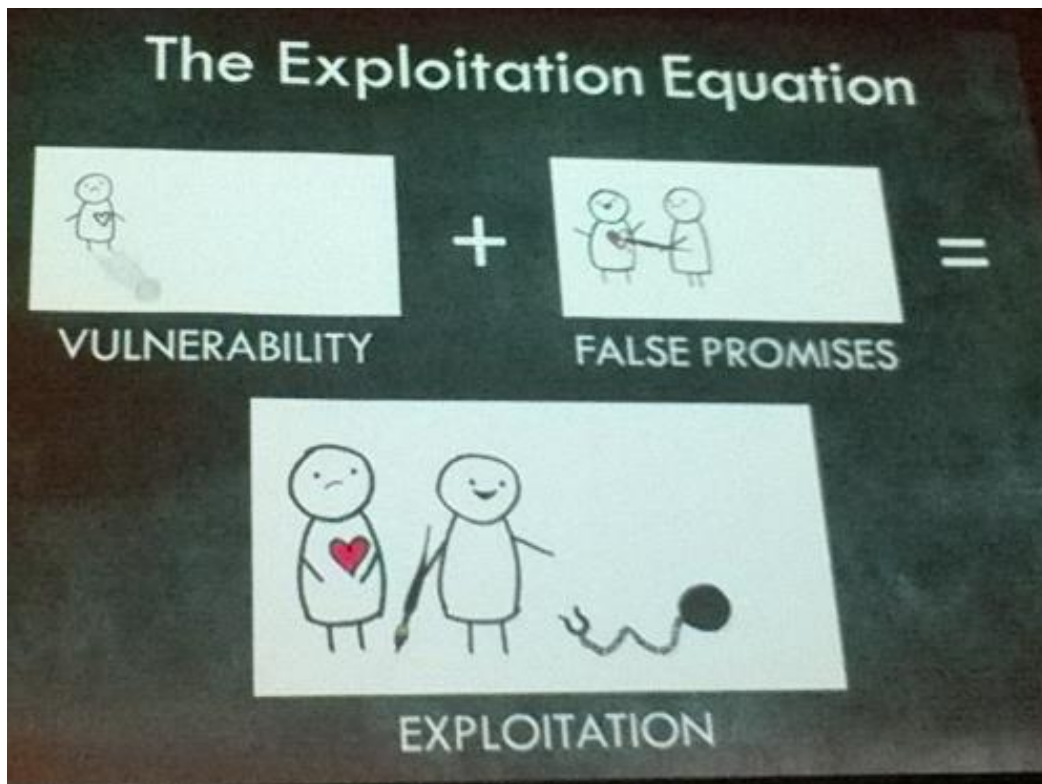 The Exploitation Equation
+
=
VULNERABILITY
FALSE PROMISES
EXPLOITATION